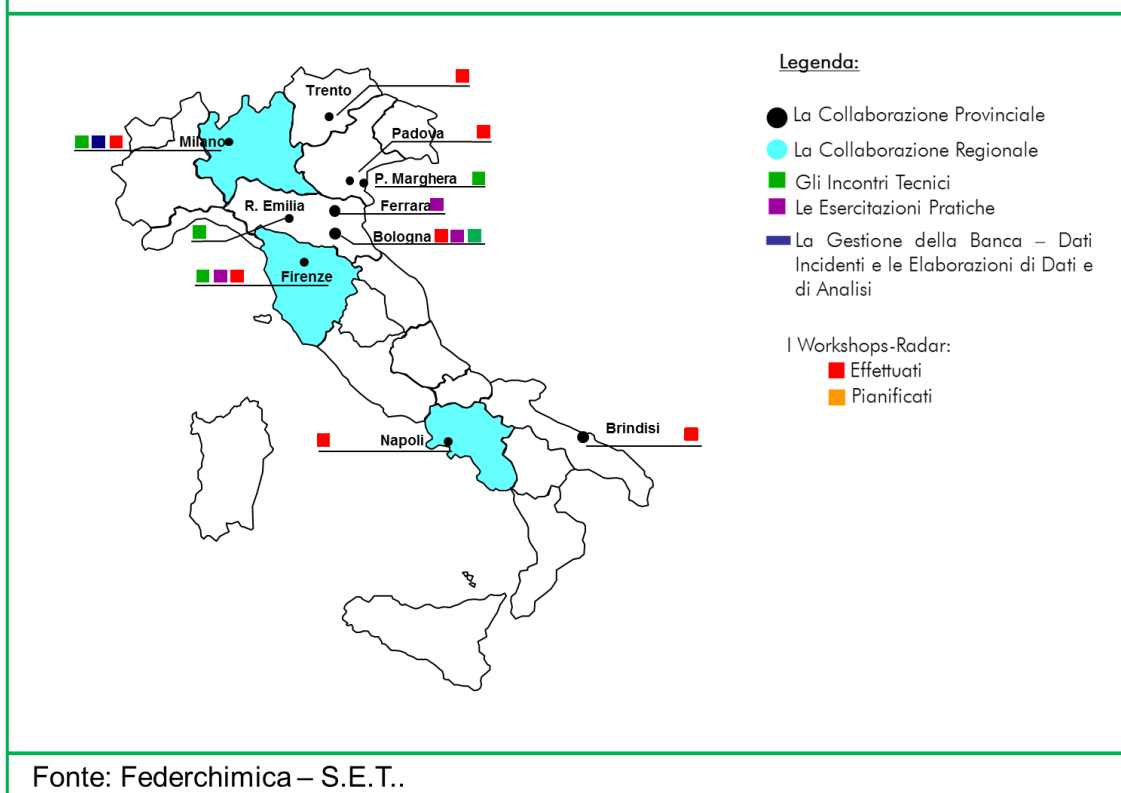 Trento
Padova
Milano
P. Marghera
R. Emilia
Ferrara
Bologna
Firenze
Napoli
Brindisi
Legenda:
La Collaborazione Provinciale
La Collaborazione Regionale
Gli Incontri Tecnici
Le Esercitazioni Pratiche
La Gestione della Banca – Dati
Incidenti e le Elaborazioni di Dati e
di Analisi
I Workshops-Radar:
Effettuati
Pianificati
Fonte: Federchimica – S.E.T..